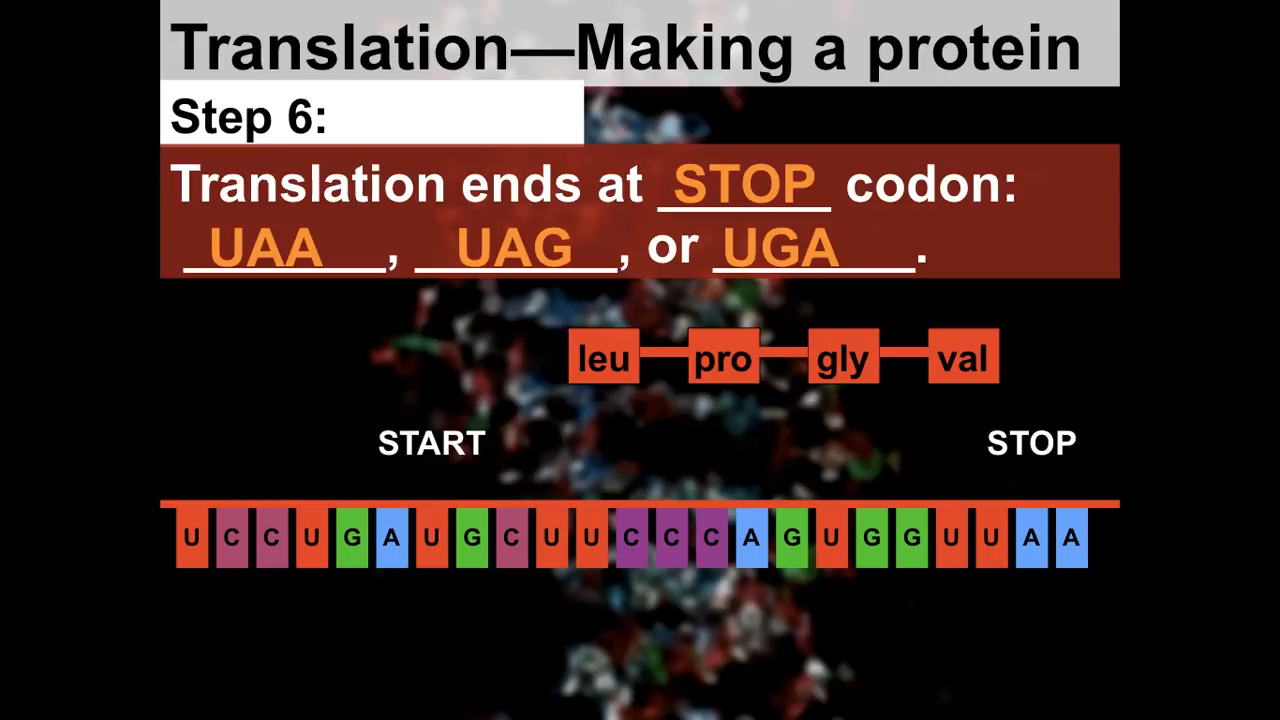 Translation—Making a protein
Step 6:
Translation ends at STOP codon:
UAA, UAG, or UGA.
leu pro gly val
START STOP
U C C U G A U G C U U C C C A G U G G U U A A